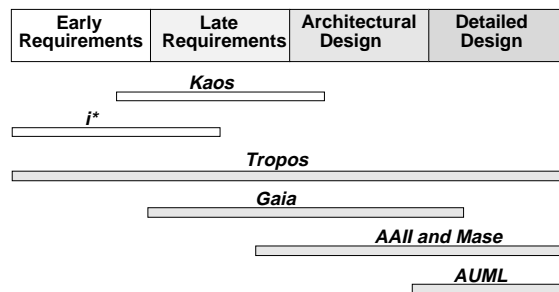 Early Requirements
Late Requirements
Architectural Design
Detailed Design
Kaos
i*
Tropos
Gaia
AAII and Mase
AUML